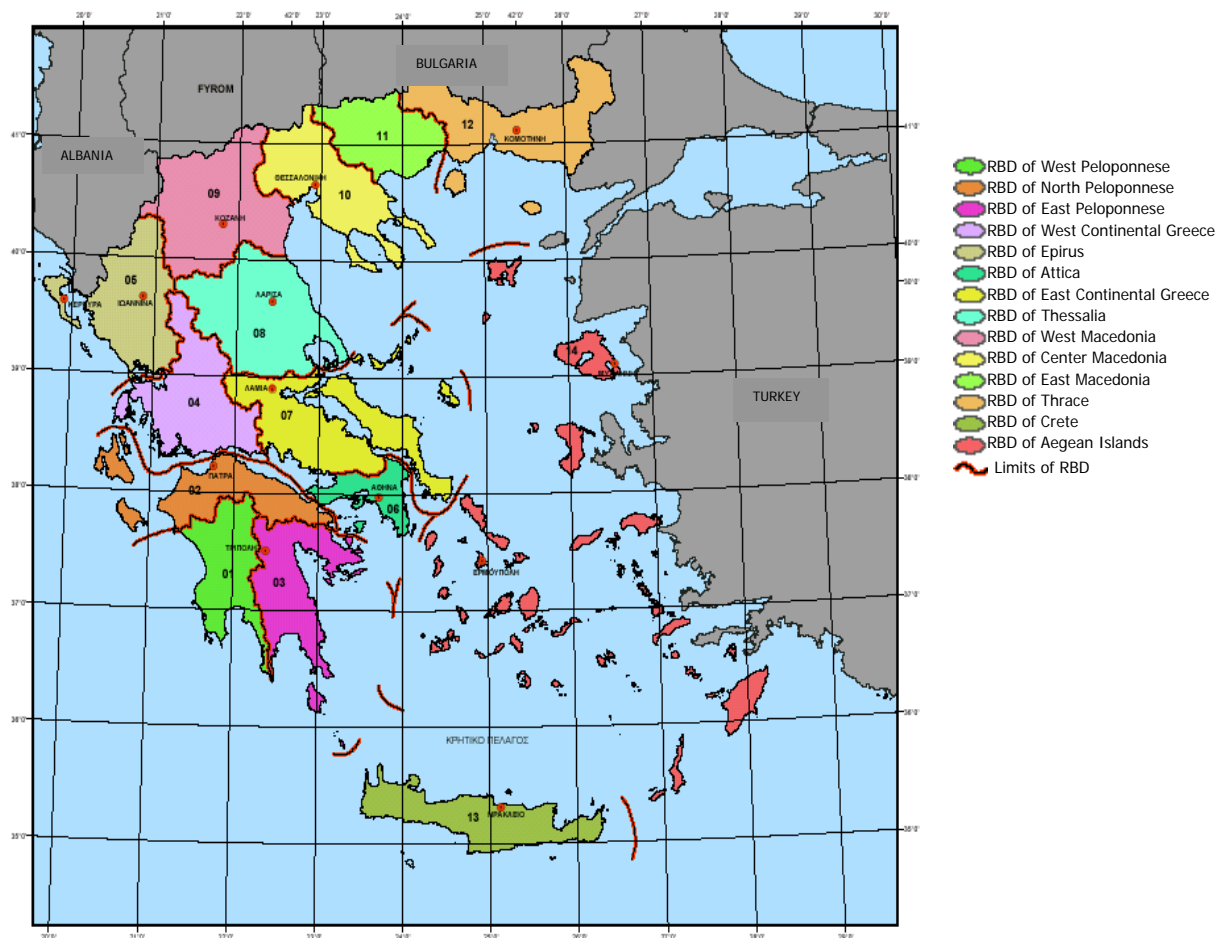 BULGARIA
FYROM
ALBANIA
TURKEY
12
ΚΟΜΟΤΗΝΗ
11
ΘΕΣΣΑΛΟΝΙΚΗ
10
09
ΚΟΖΑΝΗ
05
ΙΩΑΝΝΙΝΑ
ΚΕΡΚΥΡΑ
ΛΑΡΙΣΑ
08
14
ΛΑΜΙΑ
04
07
ΠΑΤΡΑ
02
ΑΘΗΝΑ
06
ΤΡΙΠΟΛΗ
01
03
ΕΡΜΟΥΠΟΛΗ
ΚΡΗΤΙΚΟ ΠΕΛΑΓΟΣ
13
ΗΡΑΚΛΕΙΟ
RBD of West Peloponnese
RBD of North Peloponnese
RBD of East Peloponnese
RBD of West Continental Greece
RBD of Epirus
RBD of Attica
RBD of East Continental Greece
RBD of Thessalia
RBD of West Macedonia
RBD of Center Macedonia
RBD of East Macedonia
RBD of Thrace
RBD of Crete
RBD of Aegean Islands
Limits of RBD